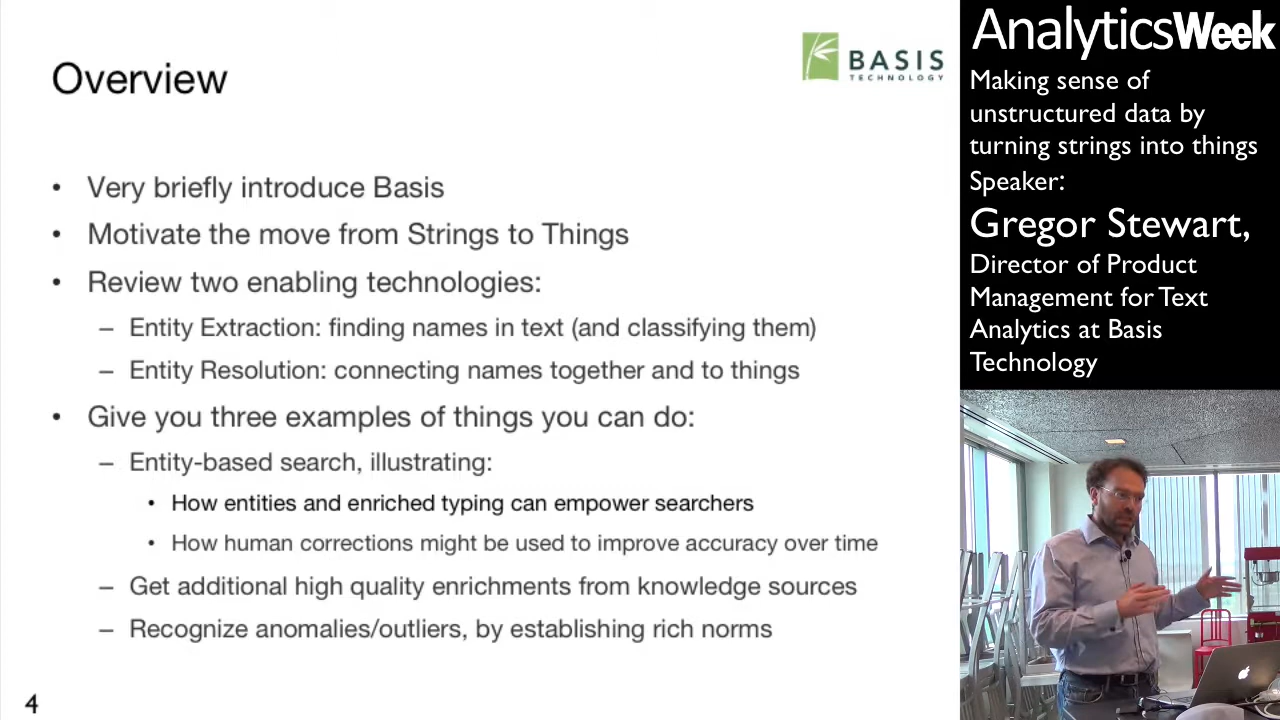 Overview
BASIS
TECHNOLOGY
• Very briefly introduce Basis
• Motivate the move from Strings to Things
• Review two enabling technologies:
– Entity Extraction: finding names in text (and classifying them)
– Entity Resolution: connecting names together and to things
• Give you three examples of things you can do:
– Entity-based search, illustrating:
• How entities and enriched typing can empower searchers
• How human corrections might be used to improve accuracy over time
– Get additional high quality enrichments from knowledge sources
– Recognize anomalies/outliers, by establishing rich norms
4
AnalyticsWeek
Making sense of
unstructured data by
turning strings into things
Speaker:
Gregor Stewart,
Director of Product
Management for Text
Analytics at Basis
Technology